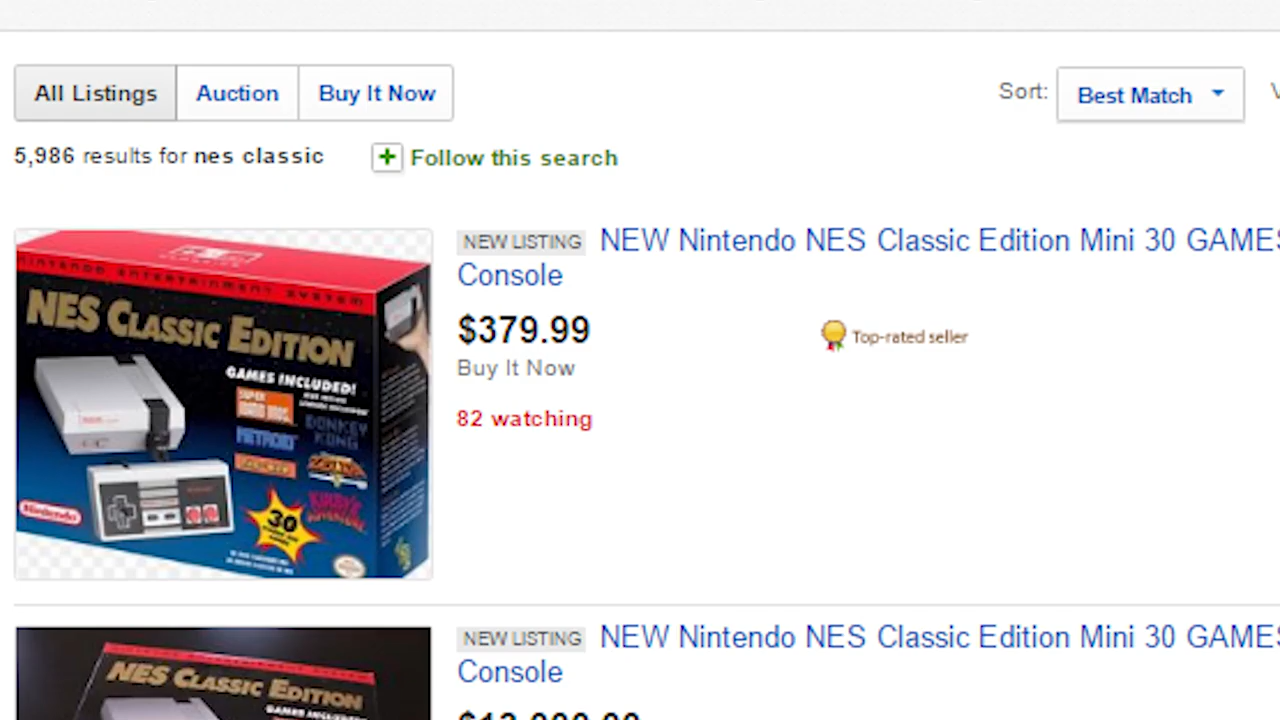 All Listings
Auction
Buy It Now
Sort:
Best Match
5,986 results for nes classic
Follow this search
NEW LISTING NEW Nintendo NES Classic Edition Mini 30 GAMES
Console
$379.99
Buy It Now
Top-rated seller
82 watching
NINTENDO ENTERTAINMENT SYSTEM
NES CLASSIC EDITION
GAMES INCLUDED!
SUPER
MARIO BROS.
DONKEY
KONG
METROID
KIRBY'S
ADVENTURE
30
Nintendo
NEW LISTING NEW Nintendo NES Classic Edition Mini 30 GAMES
Console
NES CLASSIC EDITION
GAMES INCLUDED!